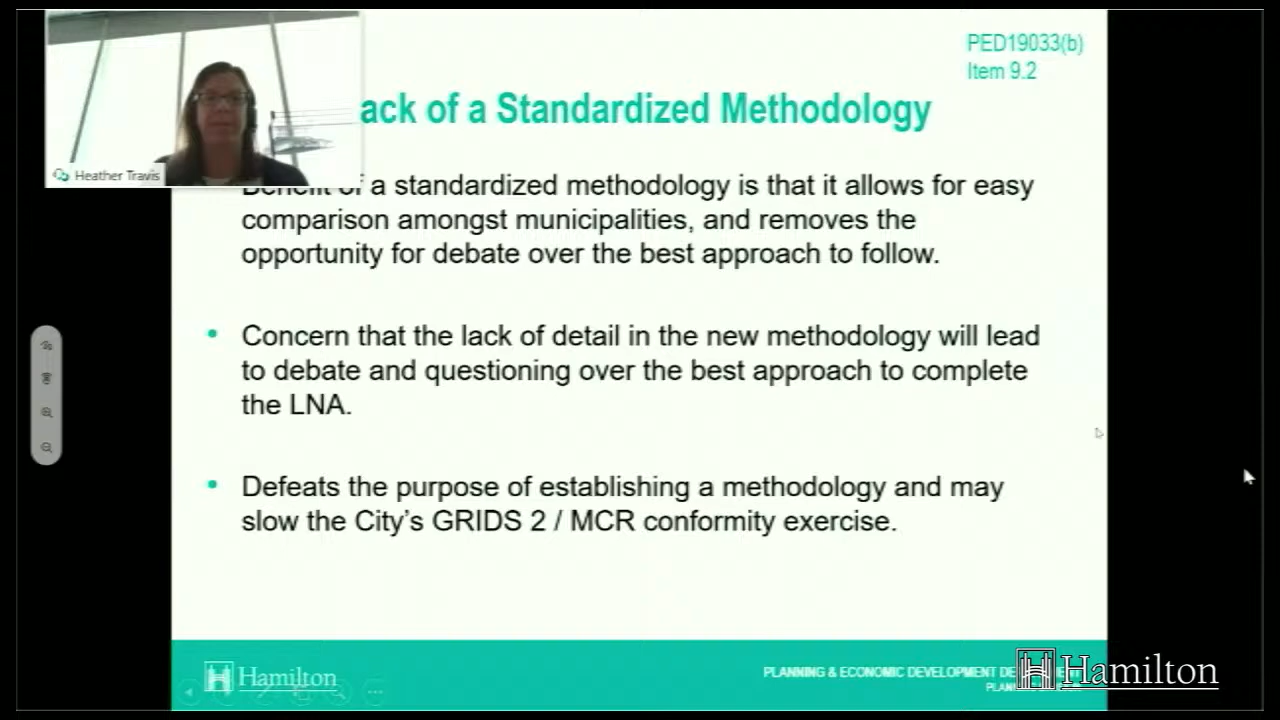 PED19033(b)
Item 9.2
ack of a Standardized Methodology
Heather Travis
Benefit of a standardized methodology is that it allows for easy
comparison amongst municipalities, and removes the
opportunity for debate over the best approach to follow.
• Concern that the lack of detail in the new methodology will lead
to debate and questioning over the best approach to complete
the LNA.
• Defeats the purpose of establishing a methodology and may
slow the City's GRIDS 2 / MCR conformity exercise.
Hamilton
PLANNING & ECONOMIC DEVELOPMENT
Hamilton